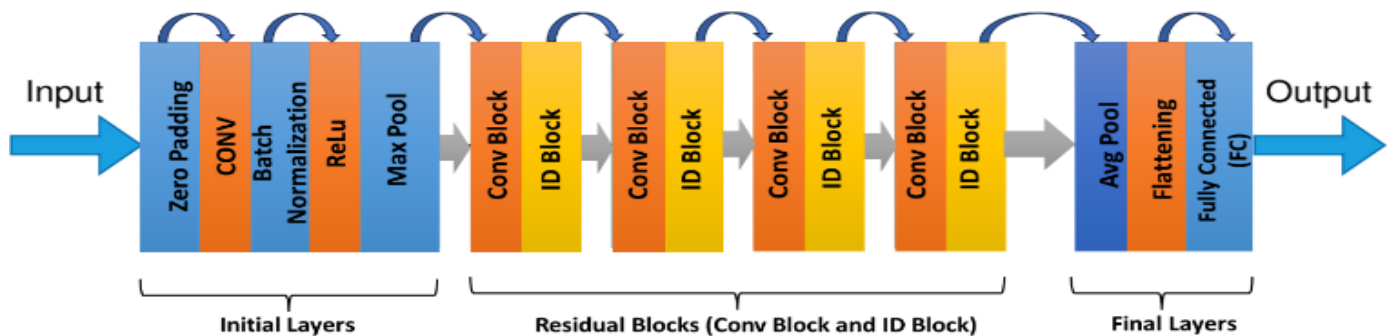 Input
Zero Padding
CONV
Batch
Normalization
ReLu
Max Pool
Conv Block
ID Block
Conv Block
ID Block
Conv Block
ID Block
Conv Block
ID Block
Avg Pool
Flattening
Fully Connected
(FC)
Output
Initial Layers
Residual Blocks (Conv Block and ID Block)
Final Layers